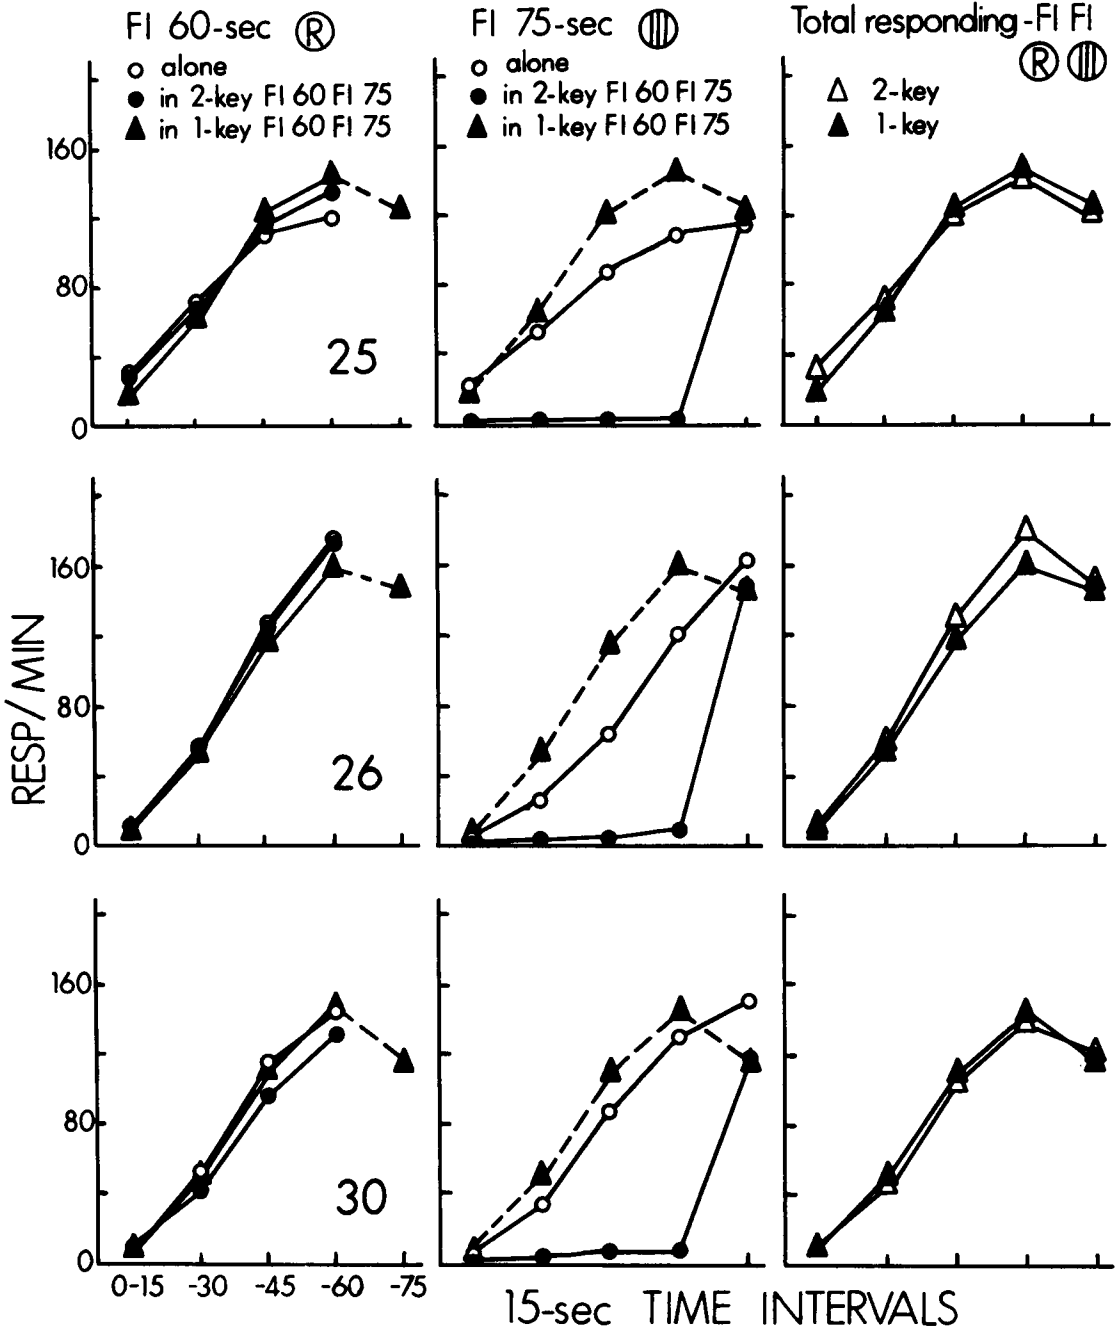 FI 60-sec R
alone
in 2-key FI 60 FI 75
in 1-key FI 60 FI 75
FI 75-sec
alone
in 2-key FI 60 FI 75
in 1-key FI 60 FI 75
Total responding-FI FI
R
2-key
1-key
160
80
0
25
160
80
0
26
160
80
0
30
RESP/MIN
0-15 -30 -45 -60 -75
15-sec TIME INTERVALS